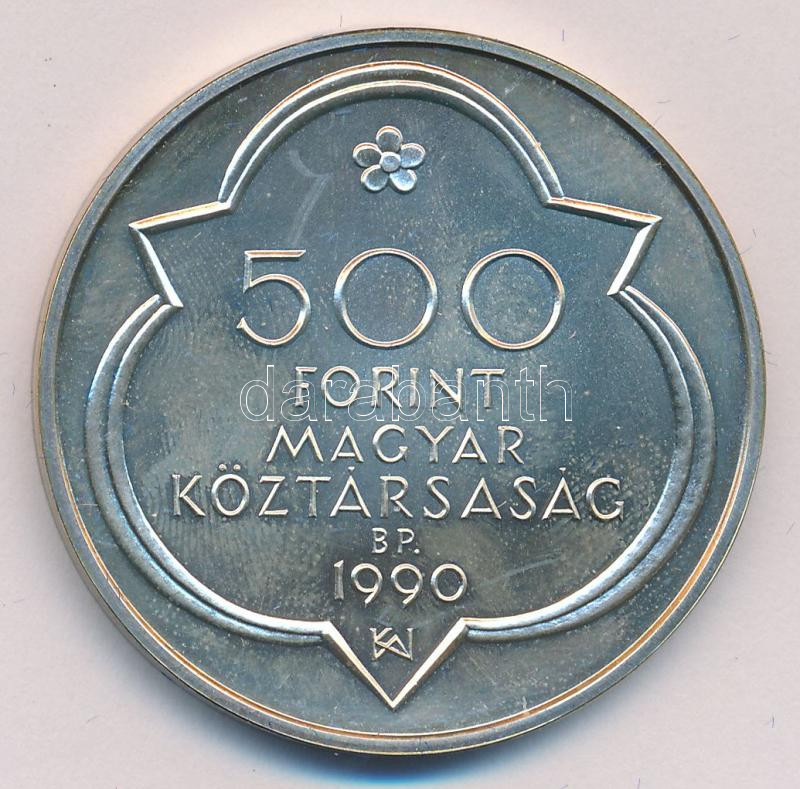 500
FORINT
darabanth
MAGYAR
KÖZTÁRSASÁG
BP.
1990